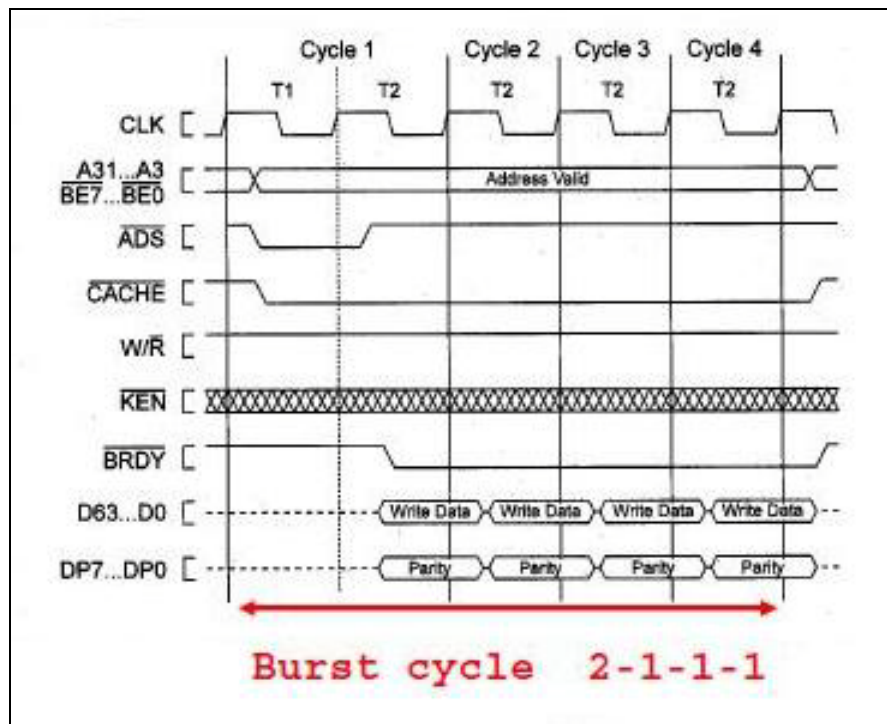 Cycle 1 Cycle 2 Cycle 3 Cycle 4
T1 T2 T2 T2 T2
CLK
A31...A3
BE7...BE0
Address Valid
ADS
CACHE
W/R
KEN
BRDY
D63...D0 Write Data Write Data Write Data Write Data
DP7...DP0 Parity Parity Parity Parity
Burst cycle 2-1-1-1